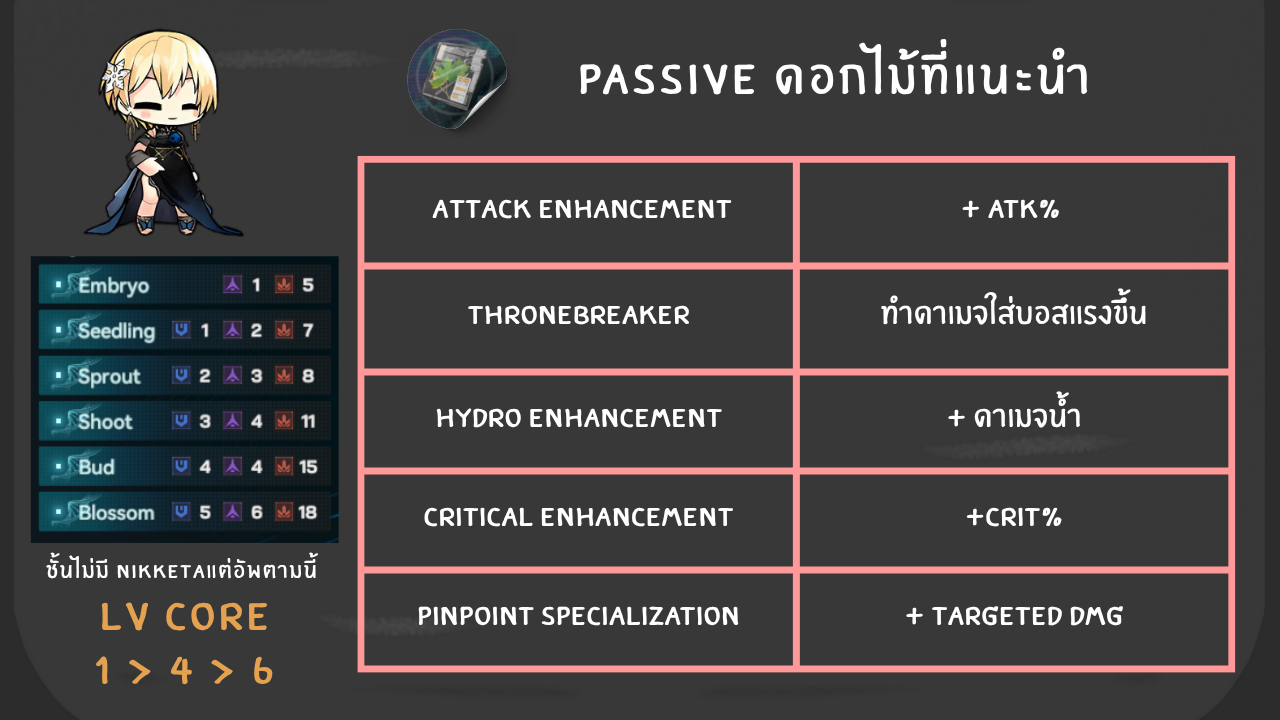 PASSIVE ดอกไม้ที่แนะนำ
ATTACK ENHANCEMENT + ATK%
THRONEBREAKER ทำดาเมจใส่บอสแรงขึ้น
HYDRO ENHANCEMENT + ดาเมจน้ำ
CRITICAL ENHANCEMENT +CRIT%
PINPOINT SPECIALIZATION + TARGETED DMG
Embryo 1 5
Seedling 1 2 7
Sprout 2 3 8
Shoot 3 4 11
Bud 4 4 15
Blossom 5 6 18
ชั้นไม่มี NIKKETAแต่อัพตามนี้
LV CORE
1 > 4 > 6